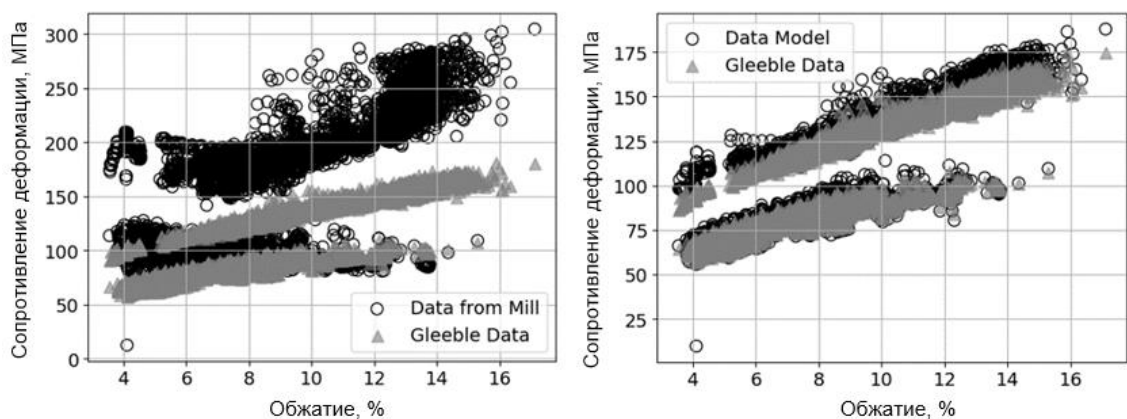 Сопротивление деформации, МПа
300
250
200
150
100
50
0
4 6 8 10 12 14 16
Обжатие, %
Data from Mill
Gleeble Data
Сопротивление деформации, МПа
175
150
125
100
75
50
25
4 6 8 10 12 14 16
Обжатие, %
Data Model
Gleeble Data